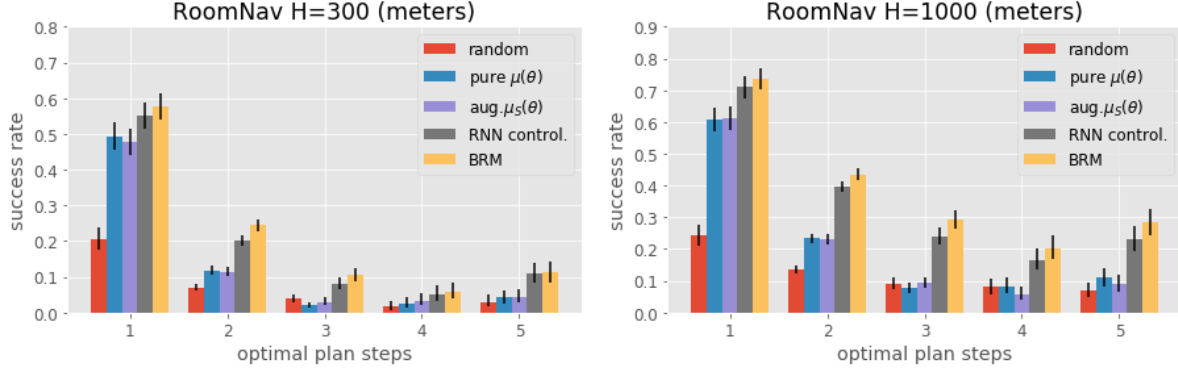 RoomNav H=300 (meters)
success rate
0.8
0.7
0.6
0.5
0.4
0.3
0.2
0.1
0.0
random
pure μ(θ)
aug.μ_S(θ)
RNN control.
BRM
1 2 3 4 5
optimal plan steps
RoomNav H=1000 (meters)
success rate
0.9
0.8
0.7
0.6
0.5
0.4
0.3
0.2
0.1
0.0
random
pure μ(θ)
aug.μ_S(θ)
RNN control.
BRM
1 2 3 4 5
optimal plan steps